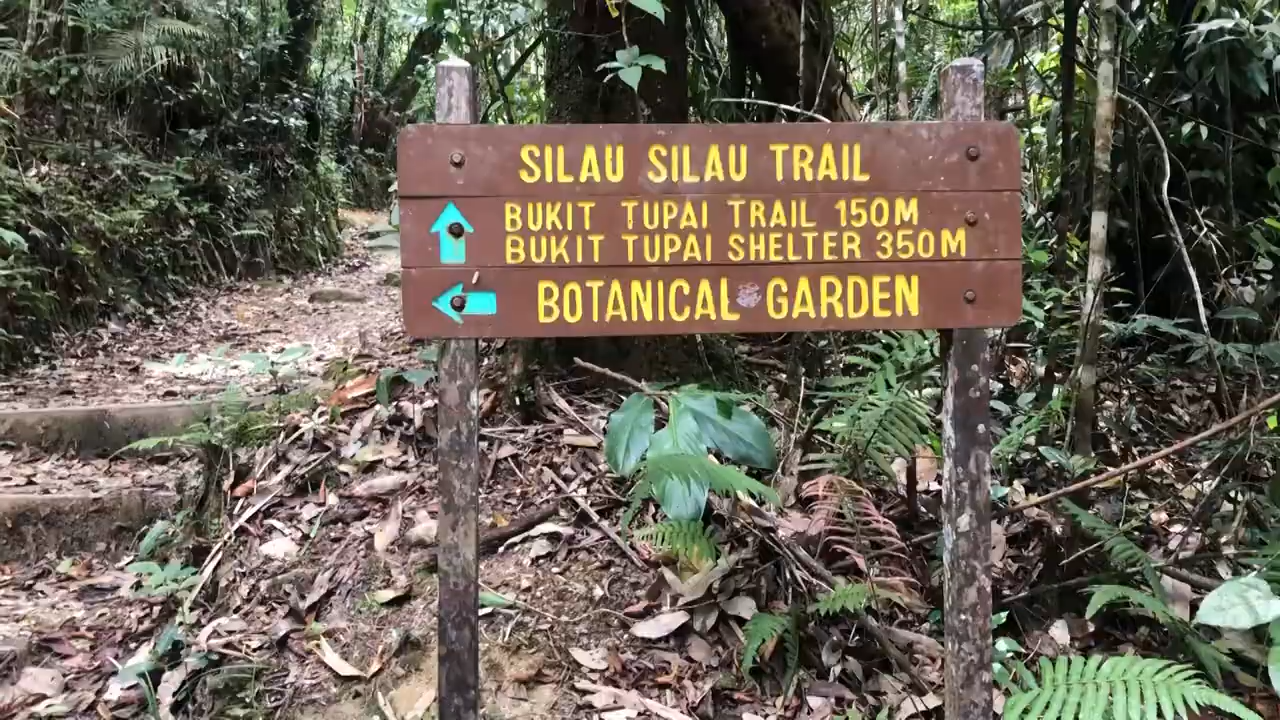 SILAU SILAU TRAIL
BUKIT TUPAI TRAIL 150M
BUKIT TUPAI SHELTER 350M
BOTANICAL GARDEN